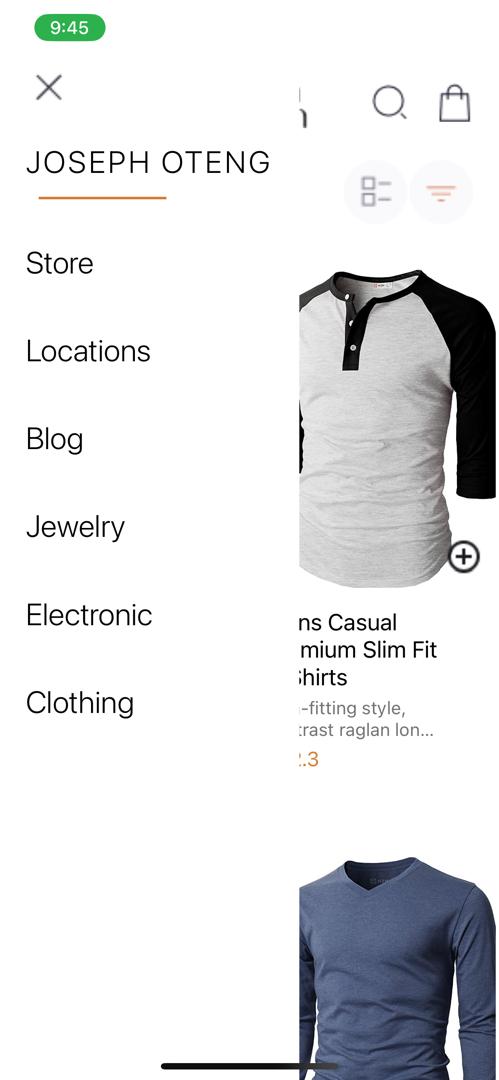 9:45
JOSEPH OTENG
Store
Locations
Blog
Jewelry
Electronic
Clothing
ns Casual
mium Slim Fit
Shirts
-fitting style,
trast raglan lon...
2.3